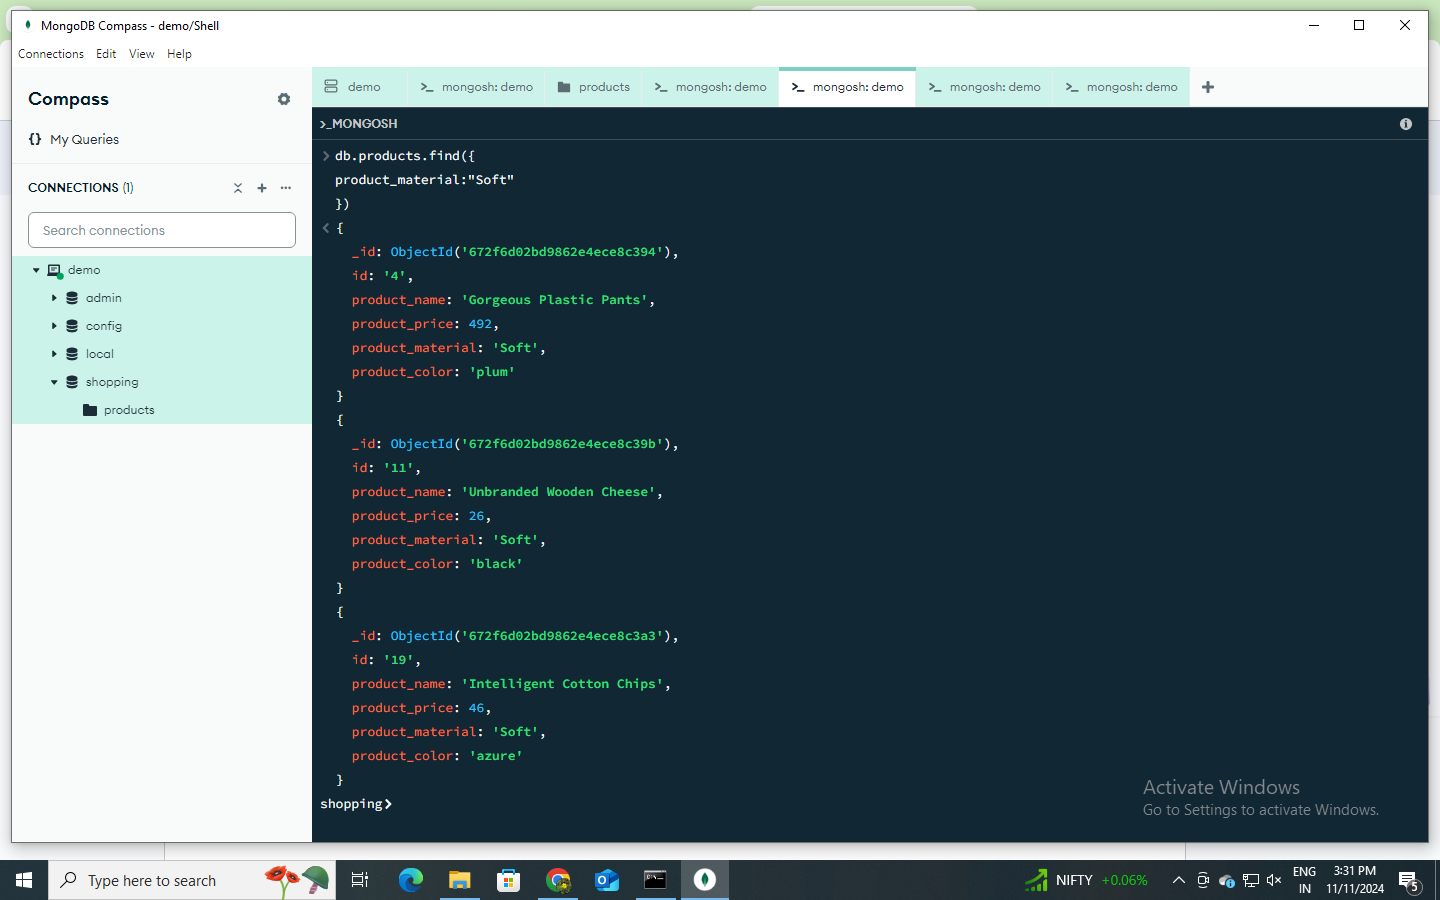 MongoDB Compass - demo/Shell
Connections Edit View Help
Compass
{} My Queries
CONNECTIONS (1)
Search connections
demo
admin
config
local
shopping
products
demo
mongosh: demo
products
mongosh: demo
mongosh: demo
mongosh: demo
mongosh: demo
>_MONGOSH
> db.products.find({
product_material:"Soft"
})
< {
_id: ObjectId('672f6d02bd9862e4ece8c394'),
id: '4',
product_name: 'Gorgeous Plastic Pants',
product_price: 492,
product_material: 'Soft',
product_color: 'plum'
}
{
_id: ObjectId('672f6d02bd9862e4ece8c39b'),
id: '11',
product_name: 'Unbranded Wooden Cheese',
product_price: 26,
product_material: 'Soft',
product_color: 'black'
}
{
_id: ObjectId('672f6d02bd9862e4ece8c3a3'),
id: '19',
product_name: 'Intelligent Cotton Chips',
product_price: 46,
product_material: 'Soft',
product_color: 'azure'
}
shopping>
Activate Windows
Go to Settings to activate Windows.
Type here to search
NIFTY +0.06%
ENG
IN
3:31 PM
11/11/2024
5